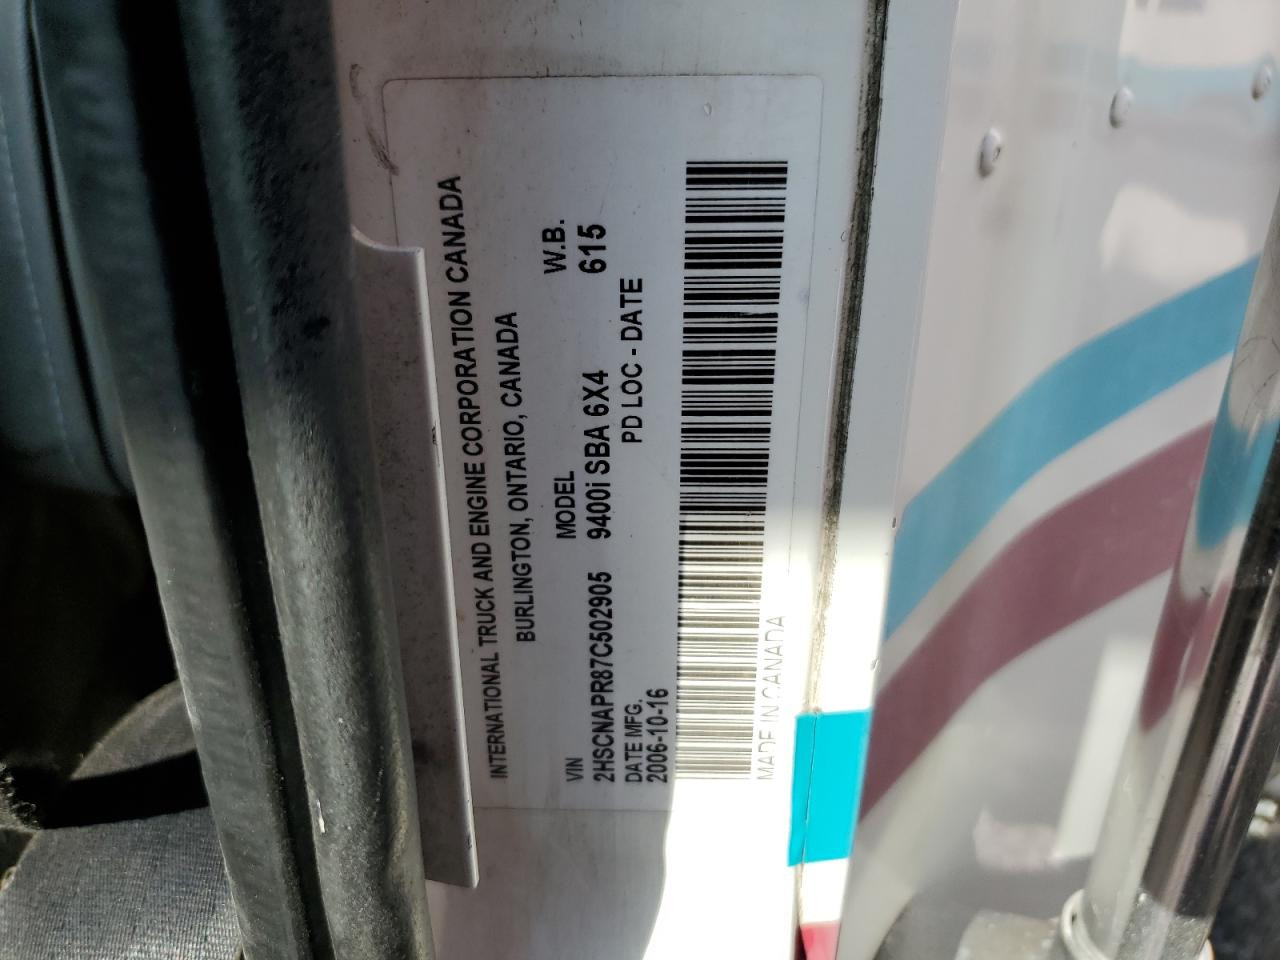 INTERNATIONAL TRUCK AND ENGINE CORPORATION CANADA
BURLINGTON, ONTARIO, CANADA
VIN MODEL W.B.
2HSCNAPR87C502905 9400i SBA 6X4 615
DATE MFG. PD LOC - DATE
2006-10-16
MADE IN CANADA